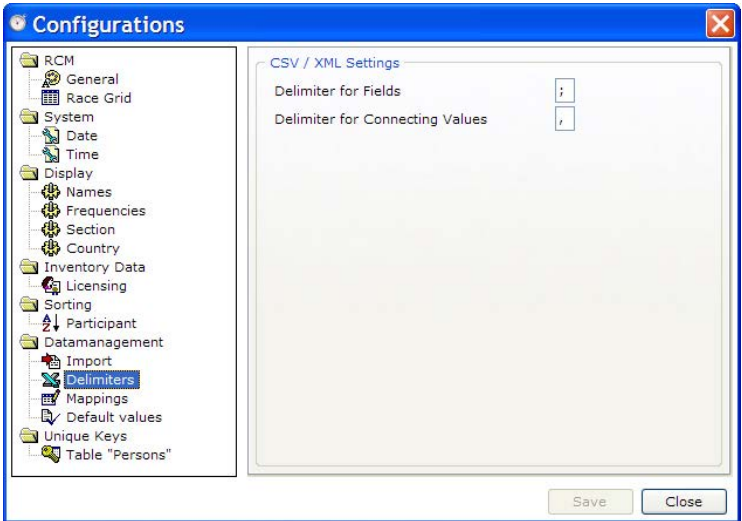 Configurations
RCM
General
Race Grid
System
Date
Time
Display
Names
Frequencies
Section
Country
Inventory Data
Licensing
Sorting
Participant
Datamanagement
Import
Delimiters
Mappings
Default values
Unique Keys
Table "Persons"
CSV / XML Settings
Delimiter for Fields ;
Delimiter for Connecting Values ,
Save Close